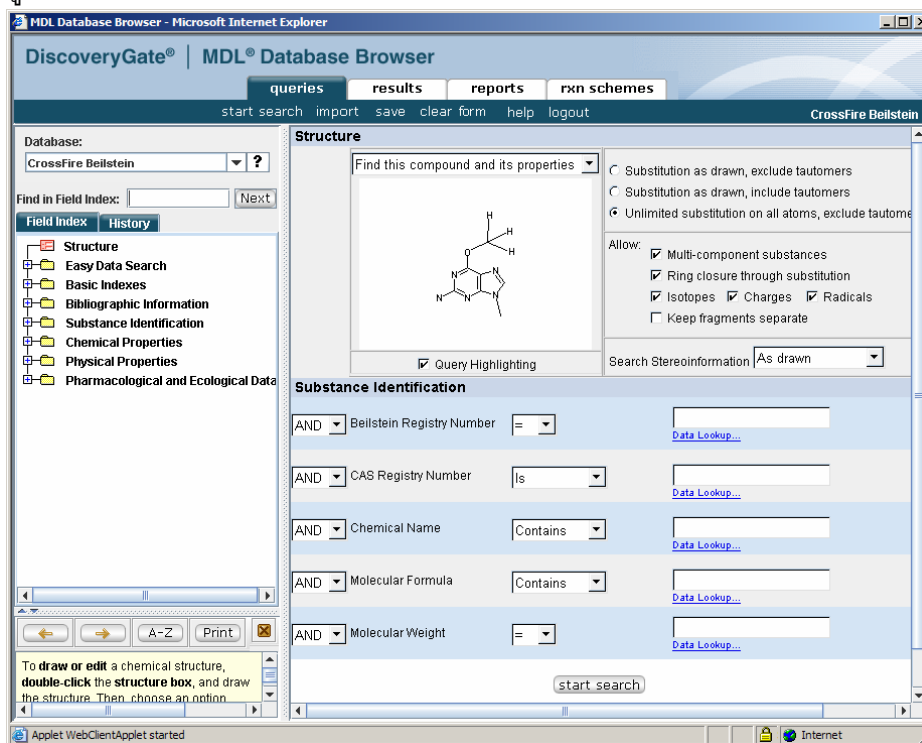 MDL Database Browser - Microsoft Internet Explorer
DiscoveryGate® | MDL® Database Browser
queries results reports rxn schemes
start search import save clear form help logout CrossFire Beilstein
Database:
CrossFire Beilstein ?
Find in Field Index: Next
Field Index History
Structure
Easy Data Search
Basic Indexes
Bibliographic Information
Substance Identification
Chemical Properties
Physical Properties
Pharmacological and Ecological Data
A-Z Print
To draw or edit a chemical structure,
double-click the structure box, and draw
the structure. Then, choose an option
Structure
Find this compound and its properties
H
H
O H
N N
N N N
Query Highlighting
Substitution as drawn, exclude tautomers
Substitution as drawn, include tautomers
Unlimited substitution on all atoms, exclude tautome
Allow:
Multi-component substances
Ring closure through substitution
Isotopes Charges Radicals
Keep fragments separate
Search Stereoinformation As drawn
Substance Identification
AND Beilstein Registry Number =
Data Lookup...
AND CAS Registry Number Is
Data Lookup...
AND Chemical Name Contains
Data Lookup...
AND Molecular Formula Contains
Data Lookup...
AND Molecular Weight =
Data Lookup...
start search
Applet WebClientApplet started Internet